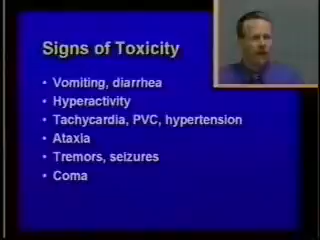 Signs of Toxicity
• Vomiting, diarrhea
• Hyperactivity
• Tachycardia, PVC, hypertension
• Ataxia
• Tremors, seizures
• Coma